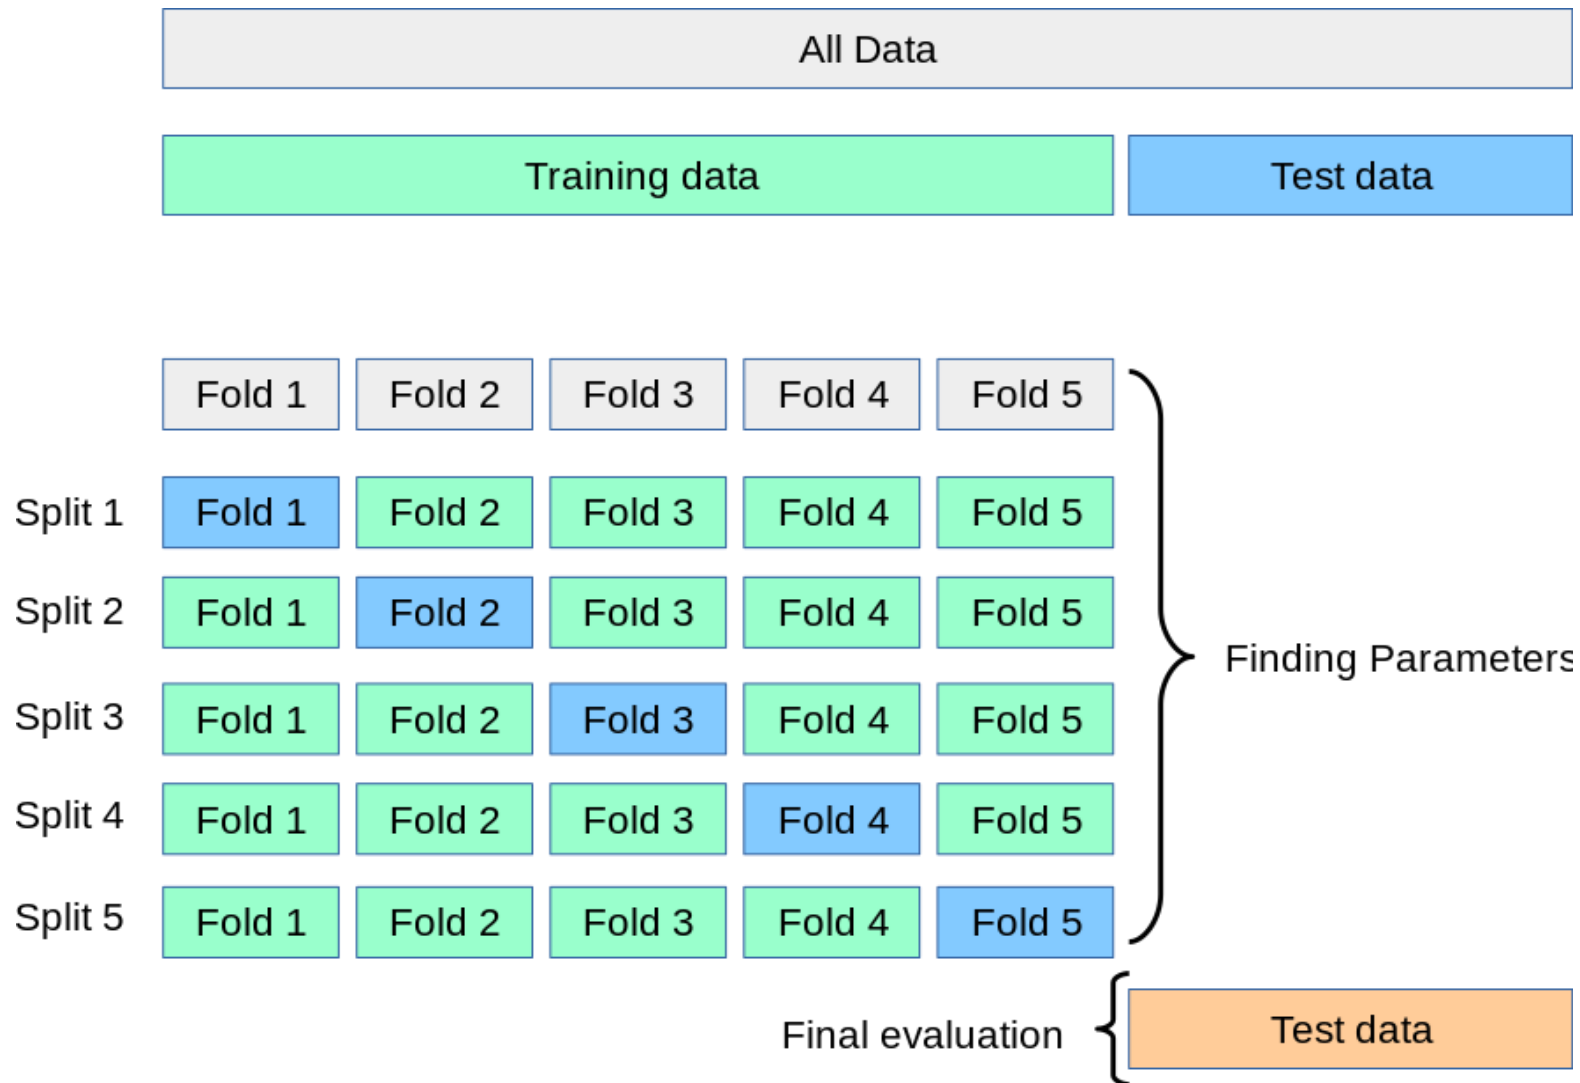 All Data
Training data Test data
Fold 1 Fold 2 Fold 3 Fold 4 Fold 5
Split 1 Fold 1 Fold 2 Fold 3 Fold 4 Fold 5
Split 2 Fold 1 Fold 2 Fold 3 Fold 4 Fold 5
Finding Parameters
Split 3 Fold 1 Fold 2 Fold 3 Fold 4 Fold 5
Split 4 Fold 1 Fold 2 Fold 3 Fold 4 Fold 5
Split 5 Fold 1 Fold 2 Fold 3 Fold 4 Fold 5
Final evaluation Test data